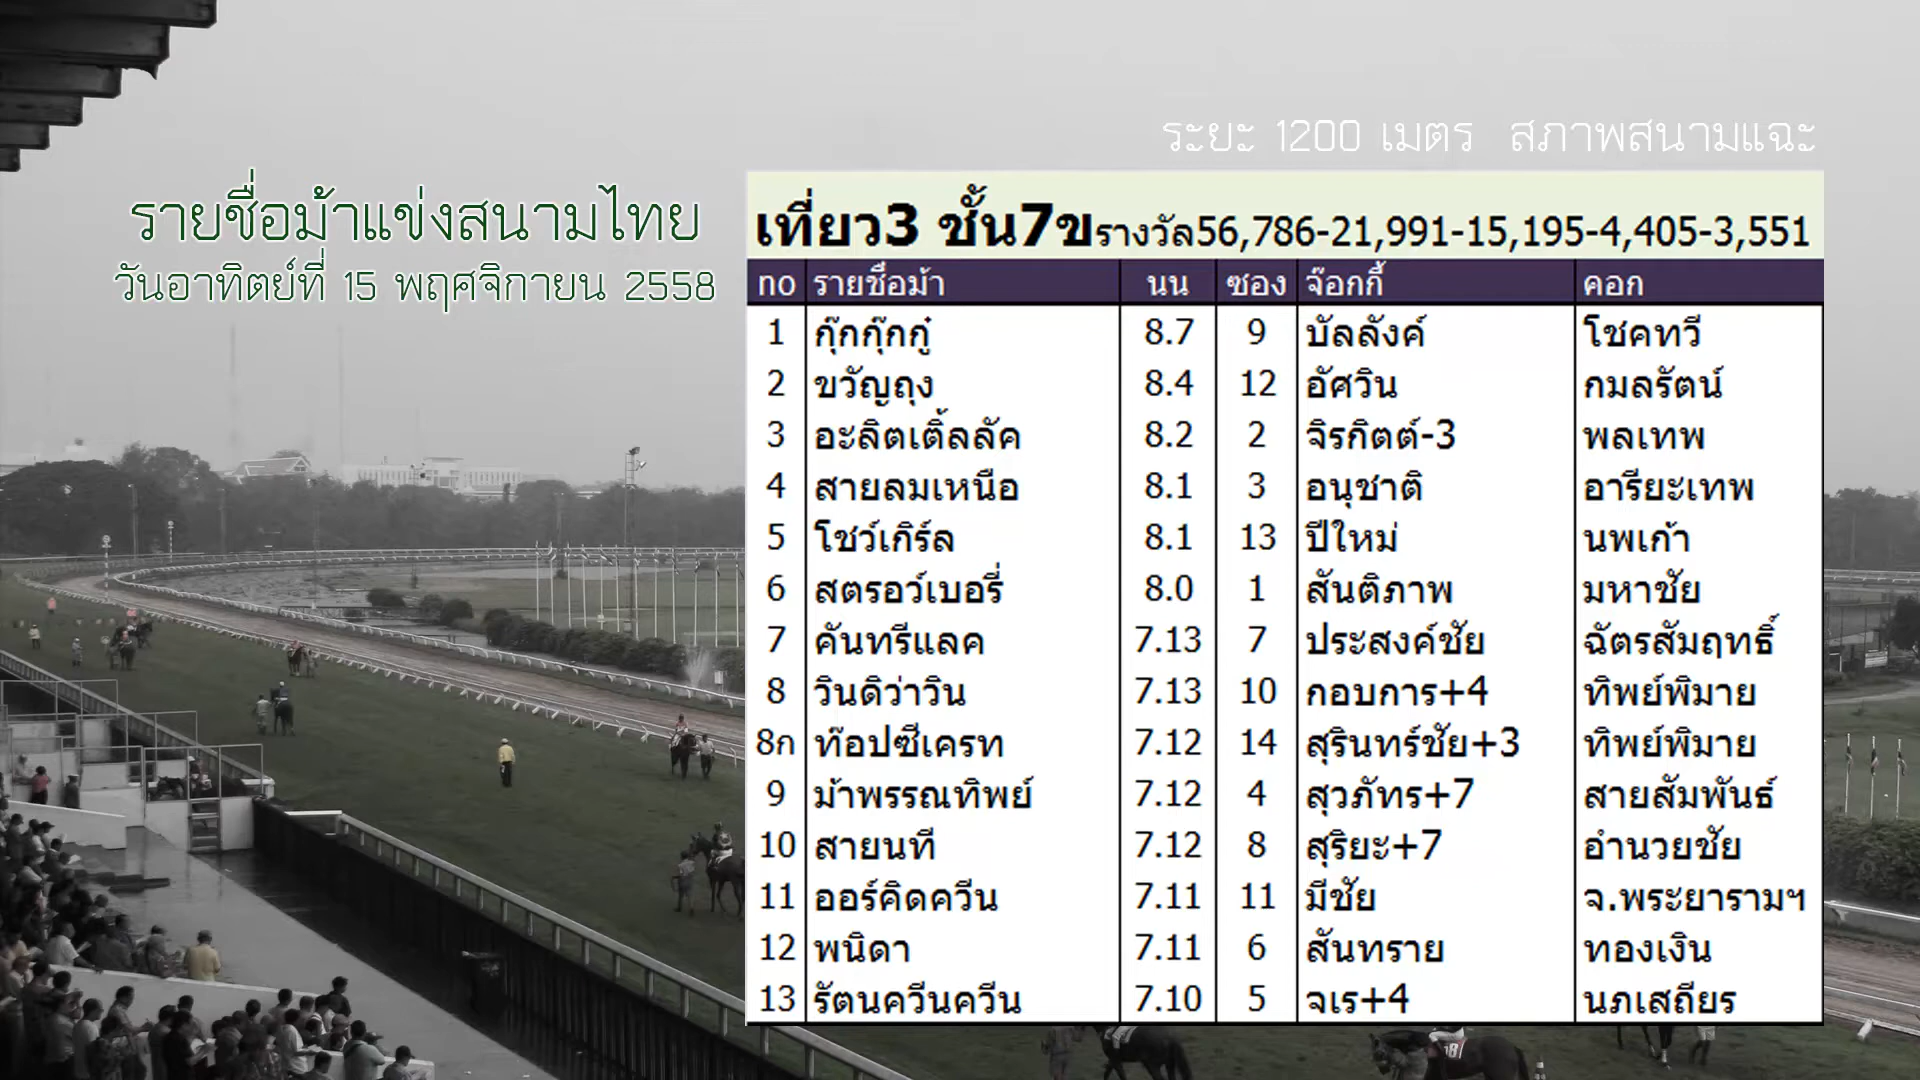 ระยะ 1200 เมตร สภาพสนามแฉะ
รายชื่อม้าแข่งสนามไทย
วันอาทิตย์ที่ 15 พฤศจิกายน 2558
เที่ยว3 ชั้น7ขรางวัล56,786-21,991-15,195-4,405-3,551
no รายชื่อม้า นน ซอง จ๊อกกี้ คอก
1 กุ๊กกุ๊กกู๋ 8.7 9 บัลลังค์ โชคทวี
2 ขวัญถุง 8.4 12 อัศวิน กมลรัตน์
3 อะลิตเติ้ลลัค 8.2 2 จิรกิตต์-3 พลเทพ
4 สายลมเหนือ 8.1 3 อนุชาติ อารียะเทพ
5 โชว์เกิร์ล 8.1 13 ปีใหม่ นพเก้า
6 สตรอว์เบอรี่ 8.0 1 สันติภาพ มหาชัย
7 คันทรีแลค 7.13 7 ประสงค์ชัย ฉัตรสัมฤทธิ์
8 วินดิว่าวิน 7.13 10 กอบการ+4 ทิพย์พิมาย
8ก ท๊อปซีเครท 7.12 14 สุรินทร์ชัย+3 ทิพย์พิมาย
9 ม้าพรรณทิพย์ 7.12 4 สุวภัทร+7 สายสัมพันธ์
10 สายนที 7.12 8 สุริยะ+7 อำนวยชัย
11 ออร์คิดควีน 7.11 11 มีชัย จ.พระยารามฯ
12 พนิดา 7.11 6 สันทราย ทองเงิน
13 รัตนควีนควีน 7.10 5 จเร+4 นภเสถียร